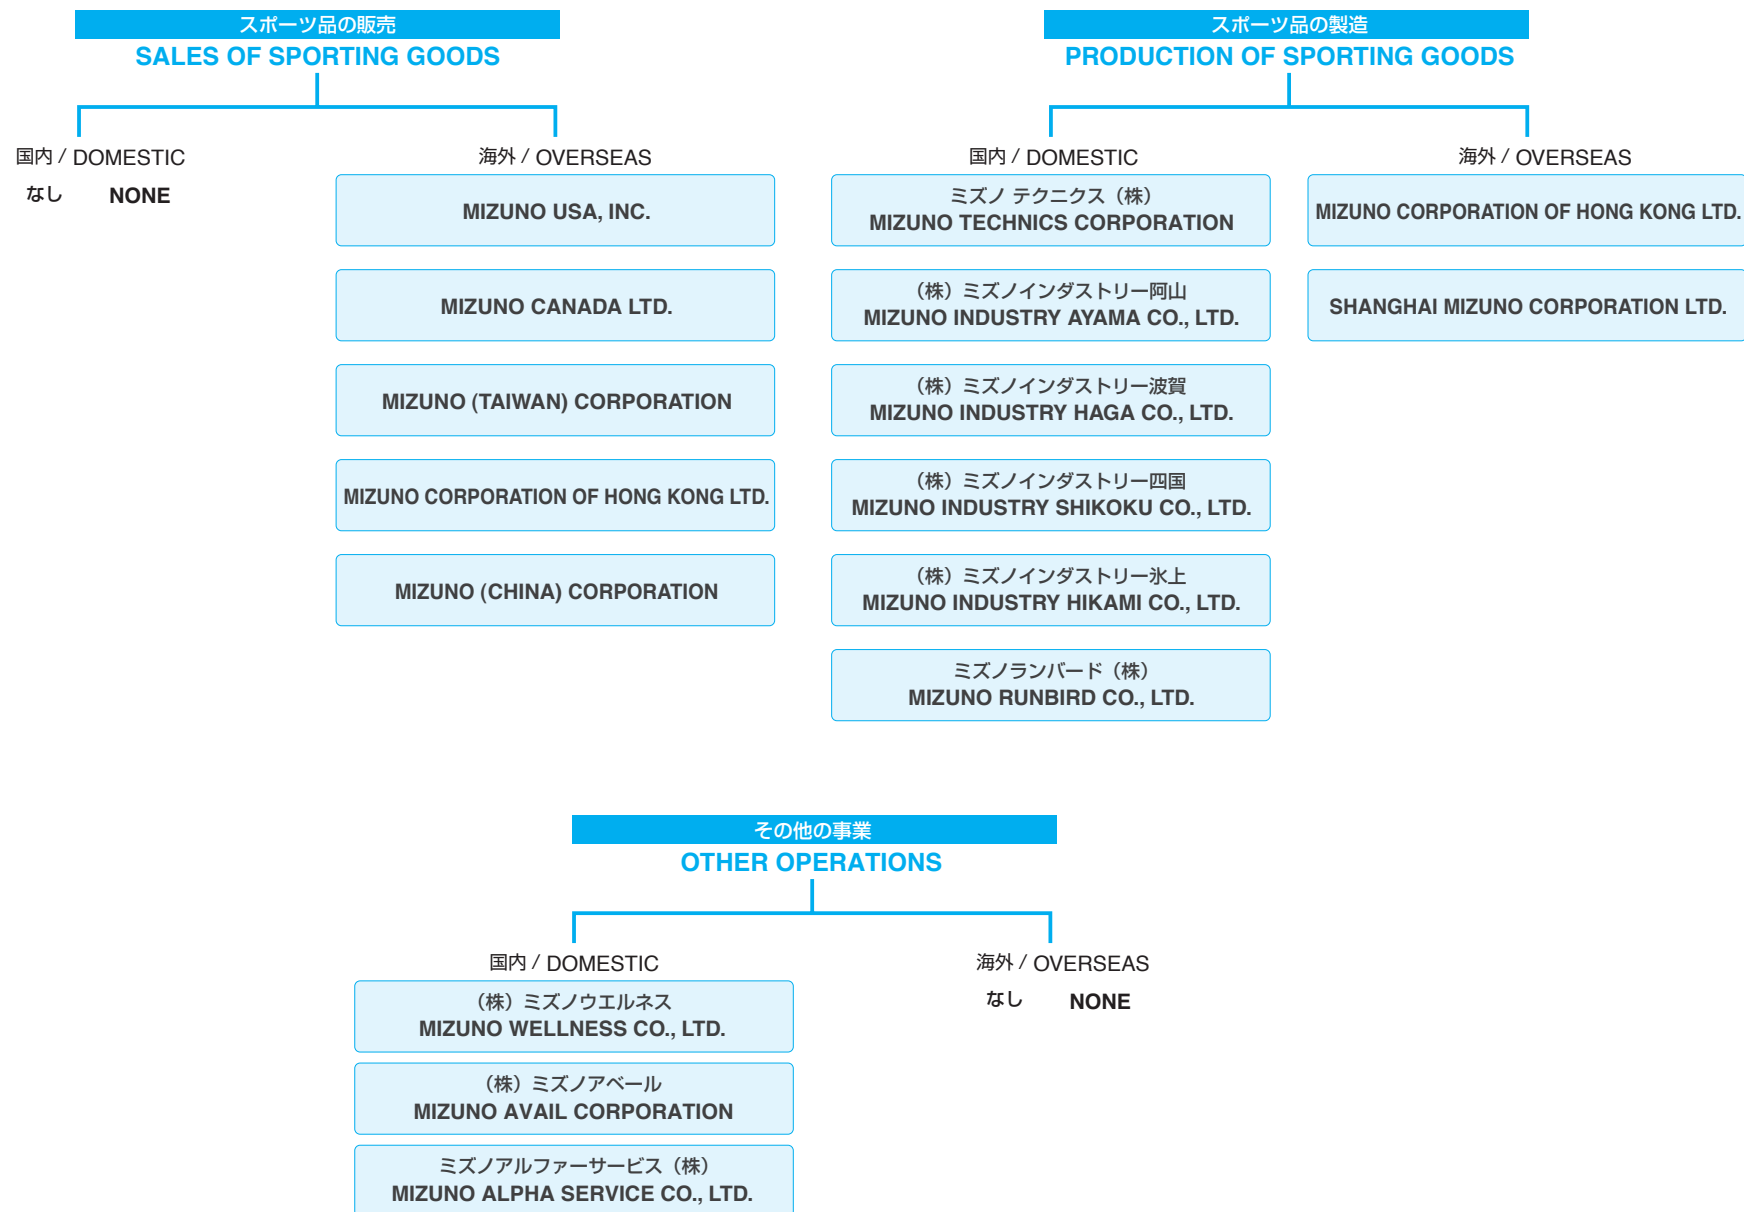 スポーツ品の販売
SALES OF SPORTING GOODS
国内 / DOMESTIC
なし NONE
海外 / OVERSEAS
MIZUNO USA, INC.
MIZUNO CANADA LTD.
MIZUNO (TAIWAN) CORPORATION
MIZUNO CORPORATION OF HONG KONG LTD.
MIZUNO (CHINA) CORPORATION
スポーツ品の製造
PRODUCTION OF SPORTING GOODS
国内 / DOMESTIC
ミズノ テクニクス（株）
MIZUNO TECHNICS CORPORATION
（株）ミズノインダストリー阿山
MIZUNO INDUSTRY AYAMA CO., LTD.
（株）ミズノインダストリー波賀
MIZUNO INDUSTRY HAGA CO., LTD.
（株）ミズノインダストリー四国
MIZUNO INDUSTRY SHIKOKU CO., LTD.
（株）ミズノインダストリー氷上
MIZUNO INDUSTRY HIKAMI CO., LTD.
ミズノランバード（株）
MIZUNO RUNBIRD CO., LTD.
海外 / OVERSEAS
MIZUNO CORPORATION OF HONG KONG LTD.
SHANGHAI MIZUNO CORPORATION LTD.
その他の事業
OTHER OPERATIONS
国内 / DOMESTIC
（株）ミズノウエルネス
MIZUNO WELLNESS CO., LTD.
（株）ミズノアベール
MIZUNO AVAIL CORPORATION
ミズノアルファーサービス（株）
MIZUNO ALPHA SERVICE CO., LTD.
海外 / OVERSEAS
なし NONE